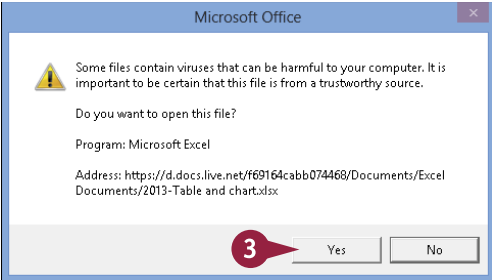 Microsoft Office
Some files contain viruses that can be harmful to your computer. It is
important to be certain that this file is from a trustworthy source.
Do you want to open this file?
Program: Microsoft Excel
Address: https://d.docs.live.net/f69164cabb074468/Documents/Excel
Documents/2013-Table and chart.xlsx
3 Yes No